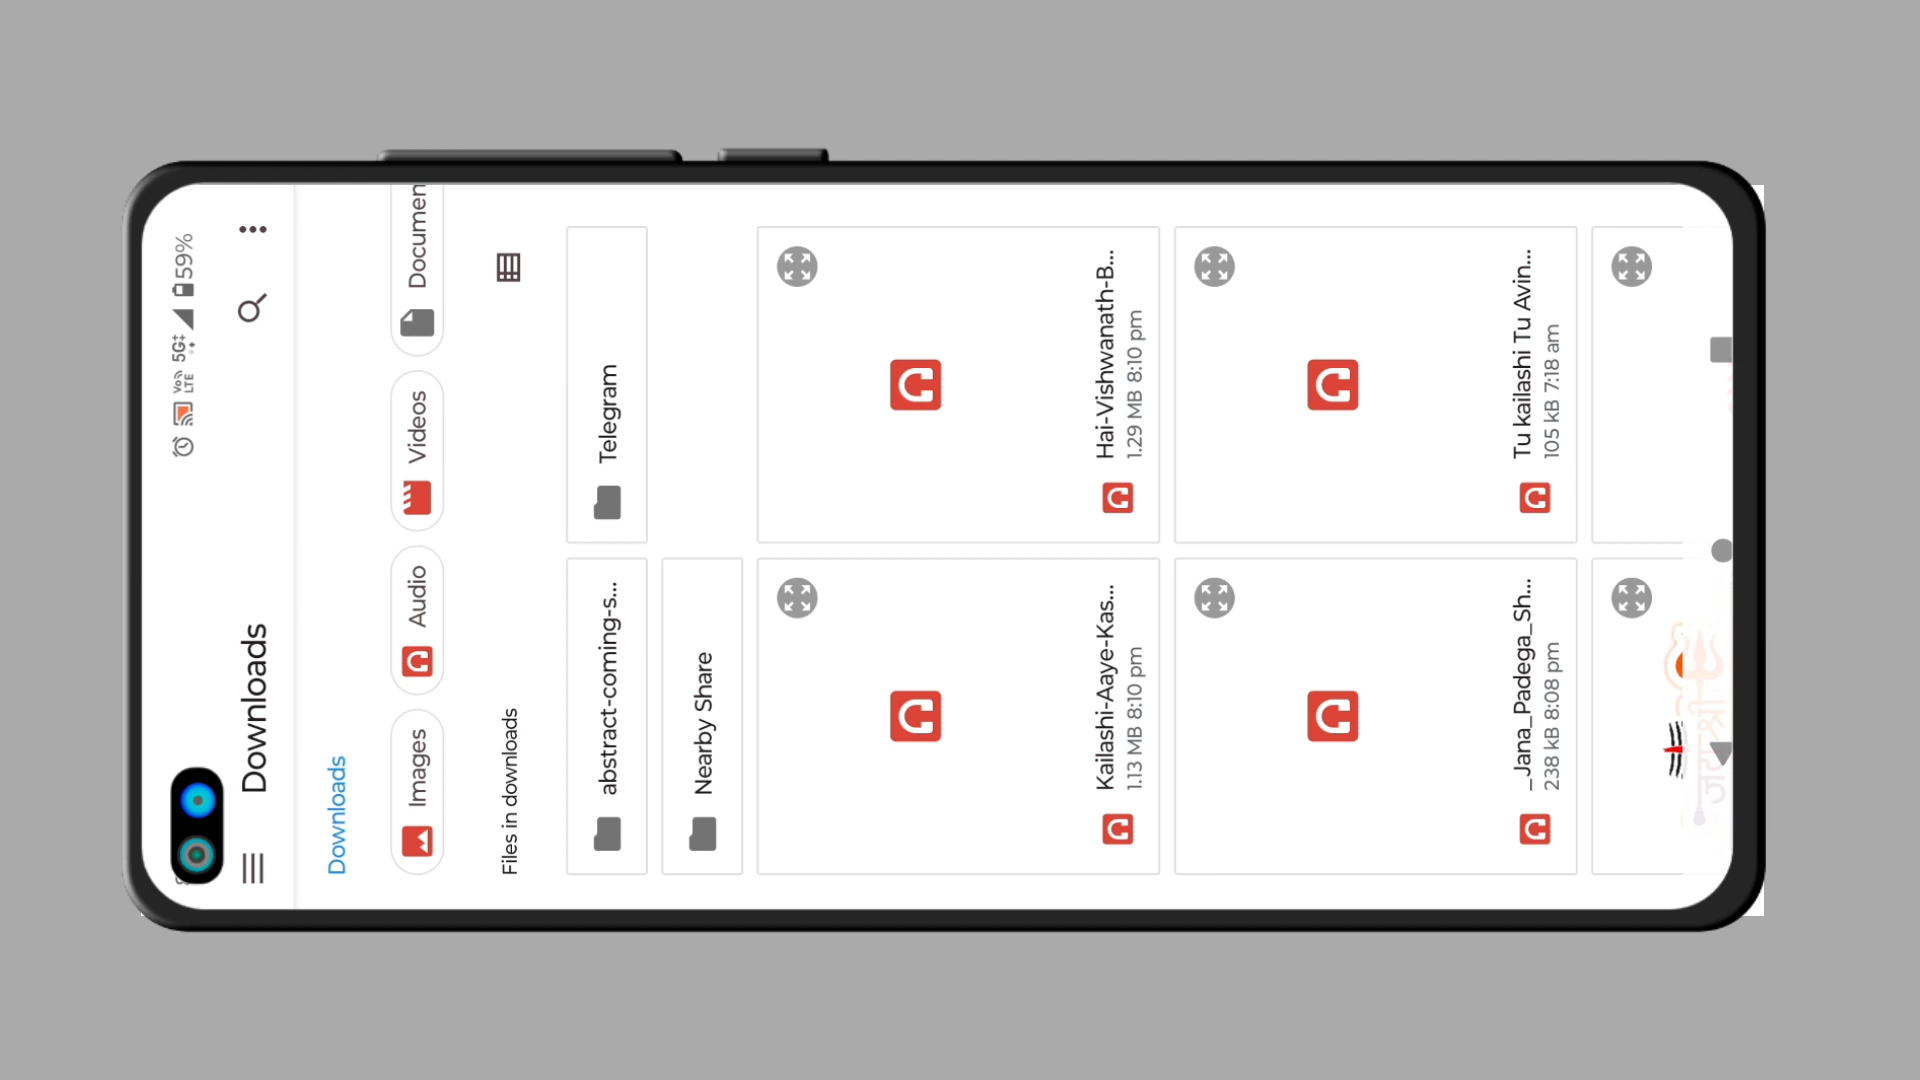 VoLTE 5G 59%
Downloads
Downloads
Images
Audio
Videos
Documen
Files in downloads
abstract-coming-s...
Telegram
Nearby Share
Kailashi-Aaye-Kas...
1.13 MB 8:10 pm
Hai-Vishwanath-B...
1.29 MB 8:10 pm
_Jana_Padega_Sh...
238 kB 8:08 pm
Tu kailashi Tu Avin...
105 kB 7:18 am